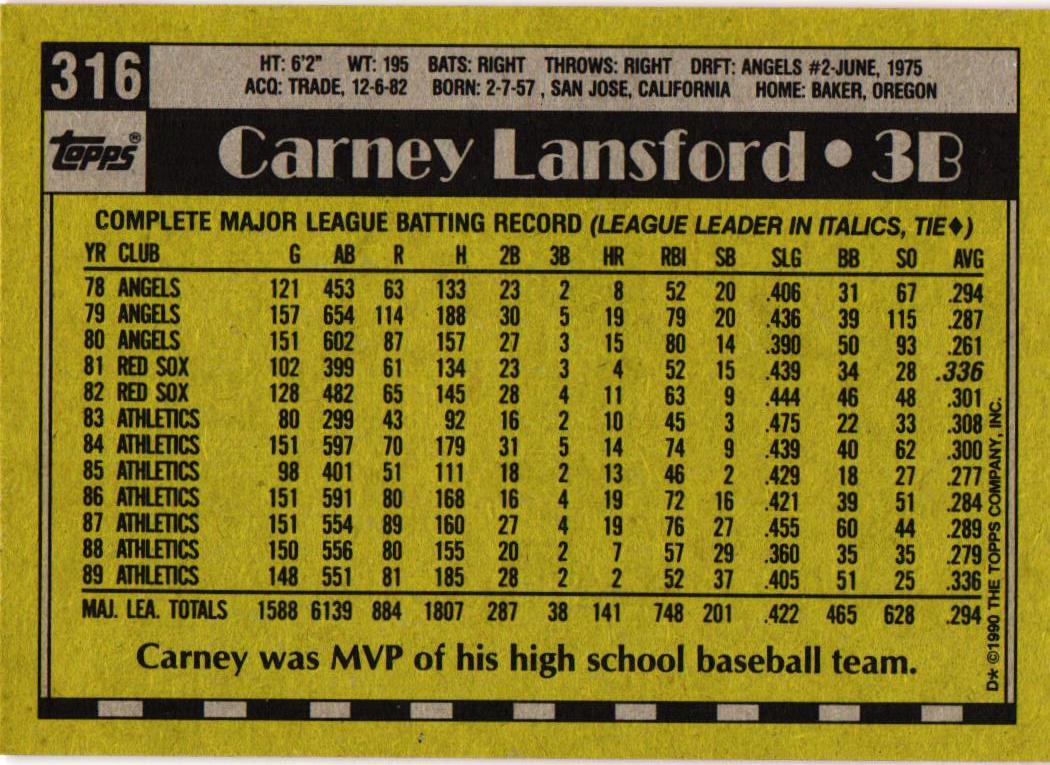 316
HT: 6'2" WT: 195 BATS: RIGHT THROWS: RIGHT DRFT: ANGELS #2-JUNE, 1975
ACQ: TRADE, 12-6-82 BORN: 2-7-57, SAN JOSE, CALIFORNIA HOME: BAKER, OREGON
topps®
Carney Lansford • 3B
COMPLETE MAJOR LEAGUE BATTING RECORD (LEAGUE LEADER IN ITALICS, TIE♦)
YR CLUB G AB R H 2B 3B HR RBI SB SLG BB SO AVG
78 ANGELS 121 453 63 133 23 2 8 52 20 .406 31 67 .294
79 ANGELS 157 654 114 188 30 5 19 79 20 .436 39 115 .287
80 ANGELS 151 602 87 157 27 3 15 80 14 .390 50 93 .261
81 RED SOX 102 399 61 134 23 3 4 52 15 .439 34 28 .336
82 RED SOX 128 482 65 145 28 4 11 63 9 .444 46 48 .301
83 ATHLETICS 80 299 43 92 16 2 10 45 3 .475 22 33 .308
84 ATHLETICS 151 597 70 179 31 5 14 74 9 .439 40 62 .300
85 ATHLETICS 98 401 51 111 18 2 13 46 2 .429 18 27 .277
86 ATHLETICS 151 591 80 168 16 4 19 72 16 .421 39 51 .284
87 ATHLETICS 151 554 89 160 27 4 19 76 27 .455 60 44 .289
88 ATHLETICS 150 556 80 155 20 2 7 57 29 .360 35 35 .279
89 ATHLETICS 148 551 81 185 28 2 2 52 37 .405 51 25 .336
MAJ. LEA. TOTALS 1588 6139 884 1807 287 38 141 748 201 .422 465 628 .294
Carney was MVP of his high school baseball team.
D* ©1990 THE TOPPS COMPANY, INC.